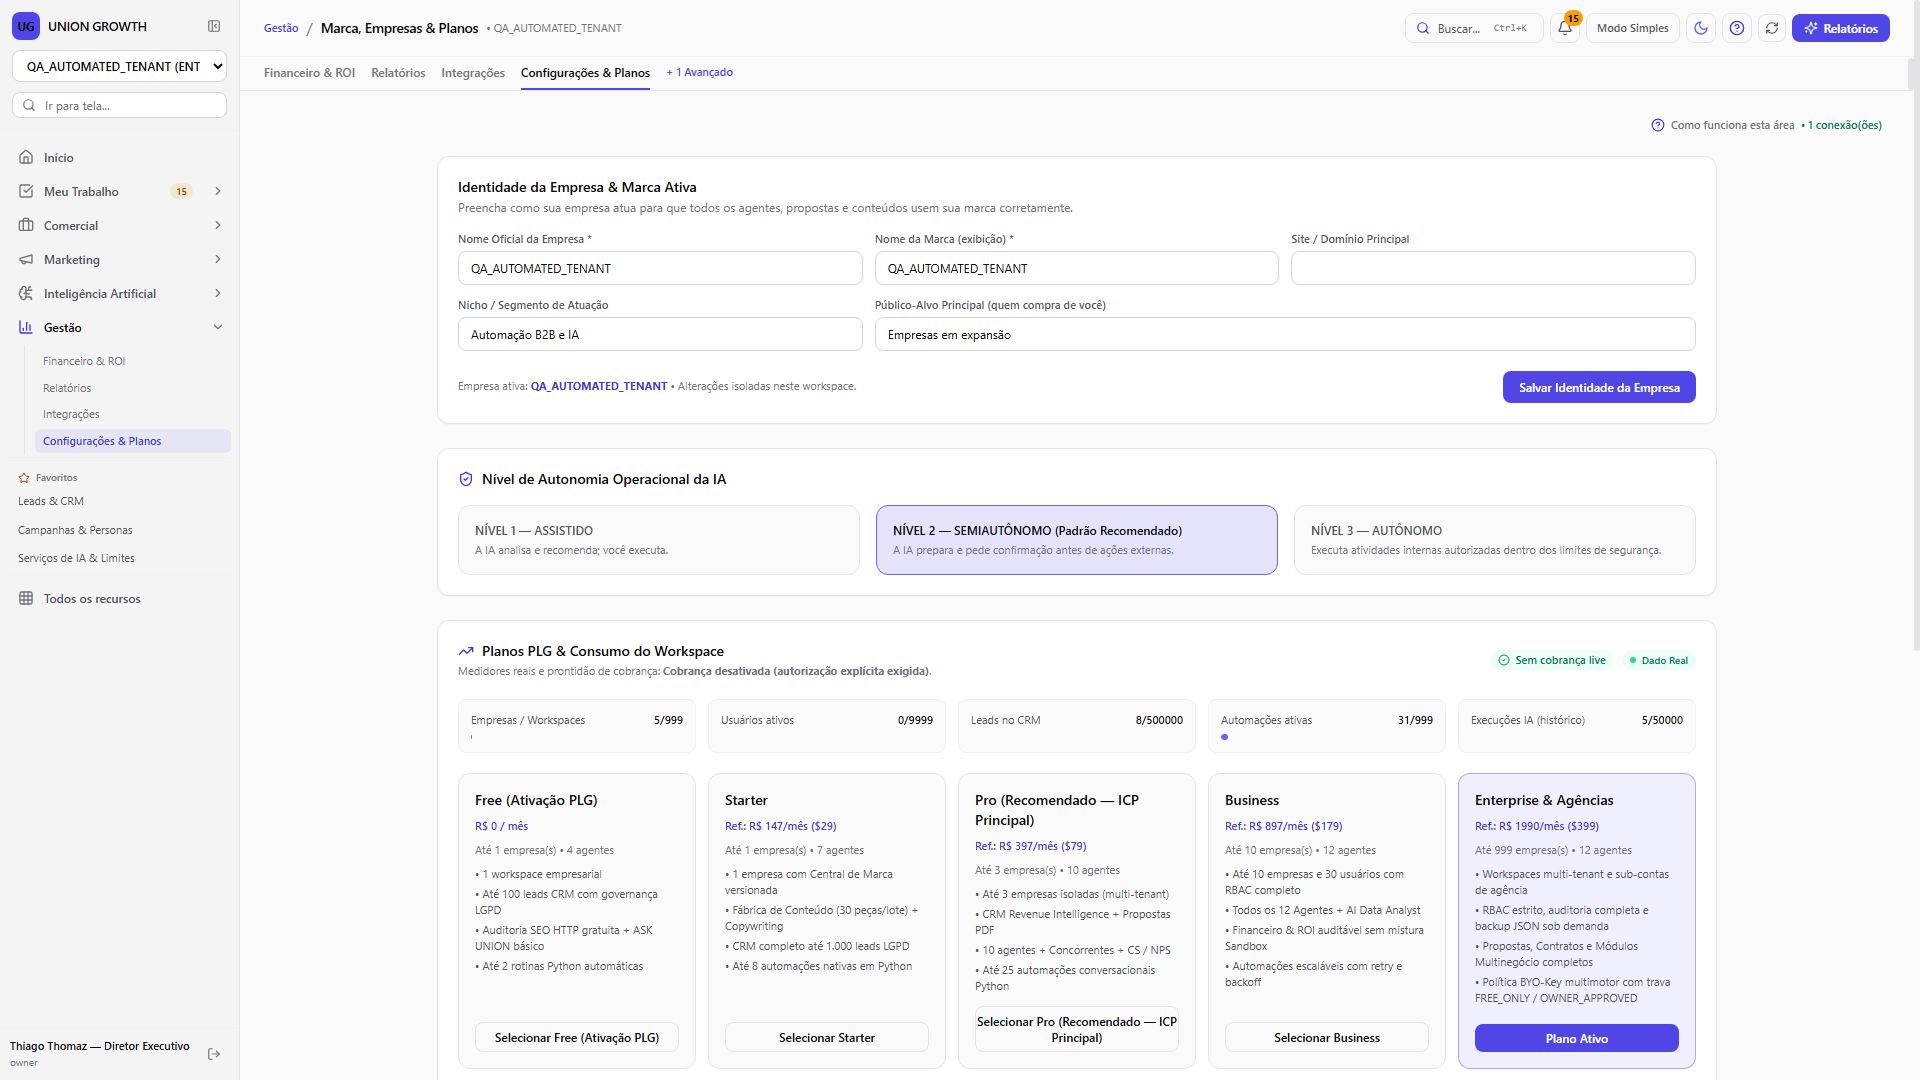 UG UNION GROWTH
QA_AUTOMATED_TENANT (ENT
Ir para tela...
Início
Meu Trabalho 15
Comercial
Marketing
Inteligência Artificial
Gestão
Financeiro & ROI
Relatórios
Integrações
Configurações & Planos
Favoritos
Leads & CRM
Campanhas & Personas
Serviços de IA & Limites
Todos os recursos
Thiago Thomaz — Diretor Executivo
owner
Gestão / Marca, Empresas & Planos • QA_AUTOMATED_TENANT
Buscar... Ctrl+K
15
Modo Simples
Relatórios
Financeiro & ROI Relatórios Integrações Configurações & Planos + 1 Avançado
Como funciona esta área • 1 conexão(ões)
Identidade da Empresa & Marca Ativa
Preencha como sua empresa atua para que todos os agentes, propostas e conteúdos usem sua marca corretamente.
Nome Oficial da Empresa * Nome da Marca (exibição) * Site / Domínio Principal
QA_AUTOMATED_TENANT QA_AUTOMATED_TENANT
Nicho / Segmento de Atuação Público-Alvo Principal (quem compra de você)
Automação B2B e IA Empresas em expansão
Empresa ativa: QA_AUTOMATED_TENANT • Alterações isoladas neste workspace.
Salvar Identidade da Empresa
Nível de Autonomia Operacional da IA
NÍVEL 1 — ASSISTIDO
A IA analisa e recomenda; você executa.
NÍVEL 2 — SEMIAUTÔNOMO (Padrão Recomendado)
A IA prepara e pede confirmação antes de ações externas.
NÍVEL 3 — AUTÔNOMO
Executa atividades internas autorizadas dentro dos limites de segurança.
Planos PLG & Consumo do Workspace
Medidores reais e prontidão de cobrança: Cobrança desativada (autorização explícita exigida).
Sem cobrança live
Dado Real
Empresas / Workspaces 5/999
Usuários ativos 0/9999
Leads no CRM 8/500000
Automações ativas 31/999
Execuções IA (histórico) 5/50000
Free (Ativação PLG)
R$ 0 / mês
Até 1 empresa(s) • 4 agentes
• 1 workspace empresarial
• Até 100 leads CRM com governança
LGPD
• Auditoria SEO HTTP gratuita + ASK
UNION básico
• Até 2 rotinas Python automáticas
Selecionar Free (Ativação PLG)
Starter
Ref.: R$ 147/mês ($29)
Até 1 empresa(s) • 7 agentes
• 1 empresa com Central de Marca
versionada
• Fábrica de Conteúdo (30 peças/lote) +
Copywriting
• CRM completo até 1.000 leads LGPD
• Até 8 automações nativas em Python
Selecionar Starter
Pro (Recomendado — ICP
Principal)
Ref.: R$ 397/mês ($79)
Até 3 empresa(s) • 10 agentes
• Até 3 empresas isoladas (multi-tenant)
• CRM Revenue Intelligence + Propostas
PDF
• 10 agentes + Concorrentes + CS / NPS
• Até 25 automações conversacionais
Python
Selecionar Pro (Recomendado — ICP
Principal)
Business
Ref.: R$ 897/mês ($179)
Até 10 empresa(s) • 12 agentes
• Até 10 empresas e 30 usuários com
RBAC completo
• Todos os 12 Agentes + AI Data Analyst
• Financeiro & ROI auditável sem mistura
Sandbox
• Automações escaláveis com retry e
backoff
Selecionar Business
Enterprise & Agências
Ref.: R$ 1990/mês ($399)
Até 999 empresa(s) • 12 agentes
• Workspaces multi-tenant e sub-contas
de agência
• RBAC estrito, auditoria completa e
backup JSON sob demanda
• Propostas, Contratos e Módulos
Multinegócio completos
• Política BYO-Key multimotor com trava
FREE_ONLY / OWNER_APPROVED
Plano Ativo